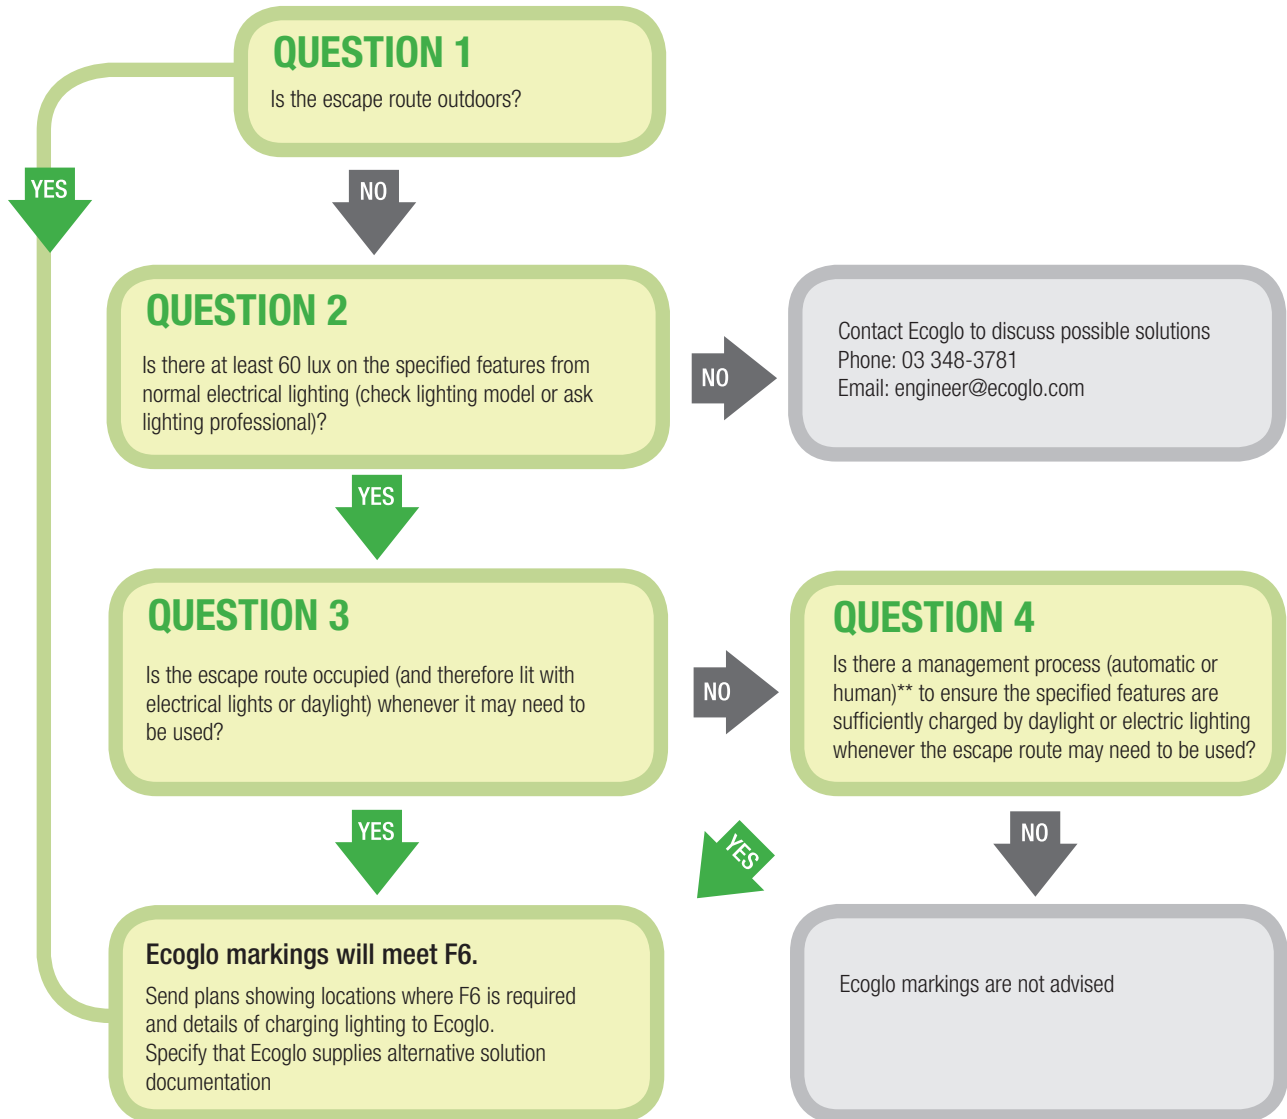 QUESTION 1
Is the escape route outdoors?
YES
NO
QUESTION 2
Is there at least 60 lux on the specified features from
normal electrical lighting (check lighting model or ask
lighting professional)?
NO
Contact Ecoglo to discuss possible solutions
Phone: 03 348-3781
Email: engineer@ecoglo.com
YES
QUESTION 3
Is the escape route occupied (and therefore lit with
electrical lights or daylight) whenever it may need to
be used?
NO
QUESTION 4
Is there a management process (automatic or
human)** to ensure the specified features are
sufficiently charged by daylight or electric lighting
whenever the escape route may need to be used?
YES
YES
NO
Ecoglo markings will meet F6.
Send plans showing locations where F6 is required
and details of charging lighting to Ecoglo.
Specify that Ecoglo supplies alternative solution
documentation
Ecoglo markings are not advised